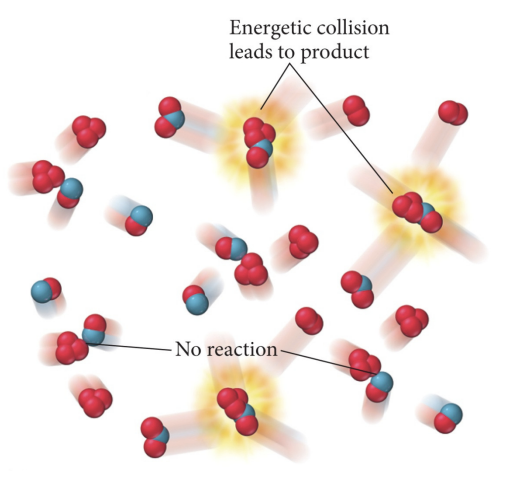 Energetic collision
leads to product
No reaction